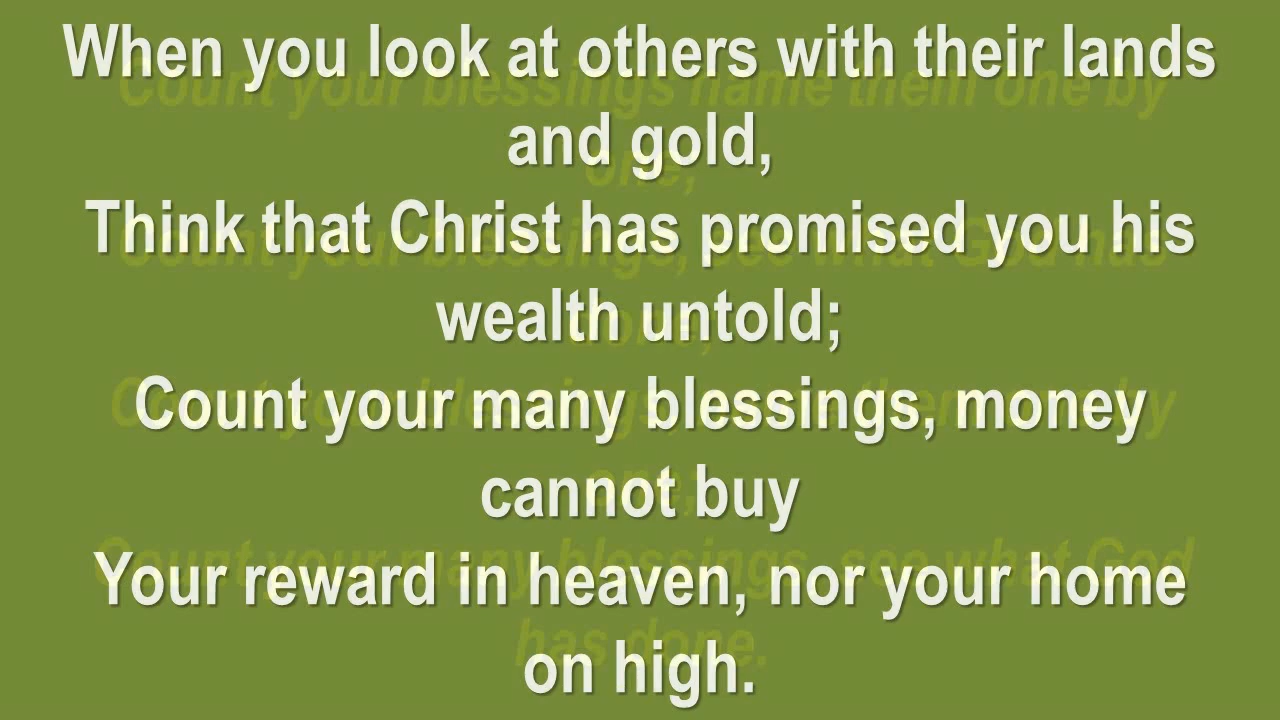 When you look at others with their lands
and gold,
Think that Christ has promised you his
wealth untold;
Count your many blessings, money
cannot buy
Your reward in heaven, nor your home
on high.
Count your blessings name them one by
one,
Count your blessings, see what God has
done;
Count your blessings, name them one by
one;
Count your many blessings, see what God
has done.